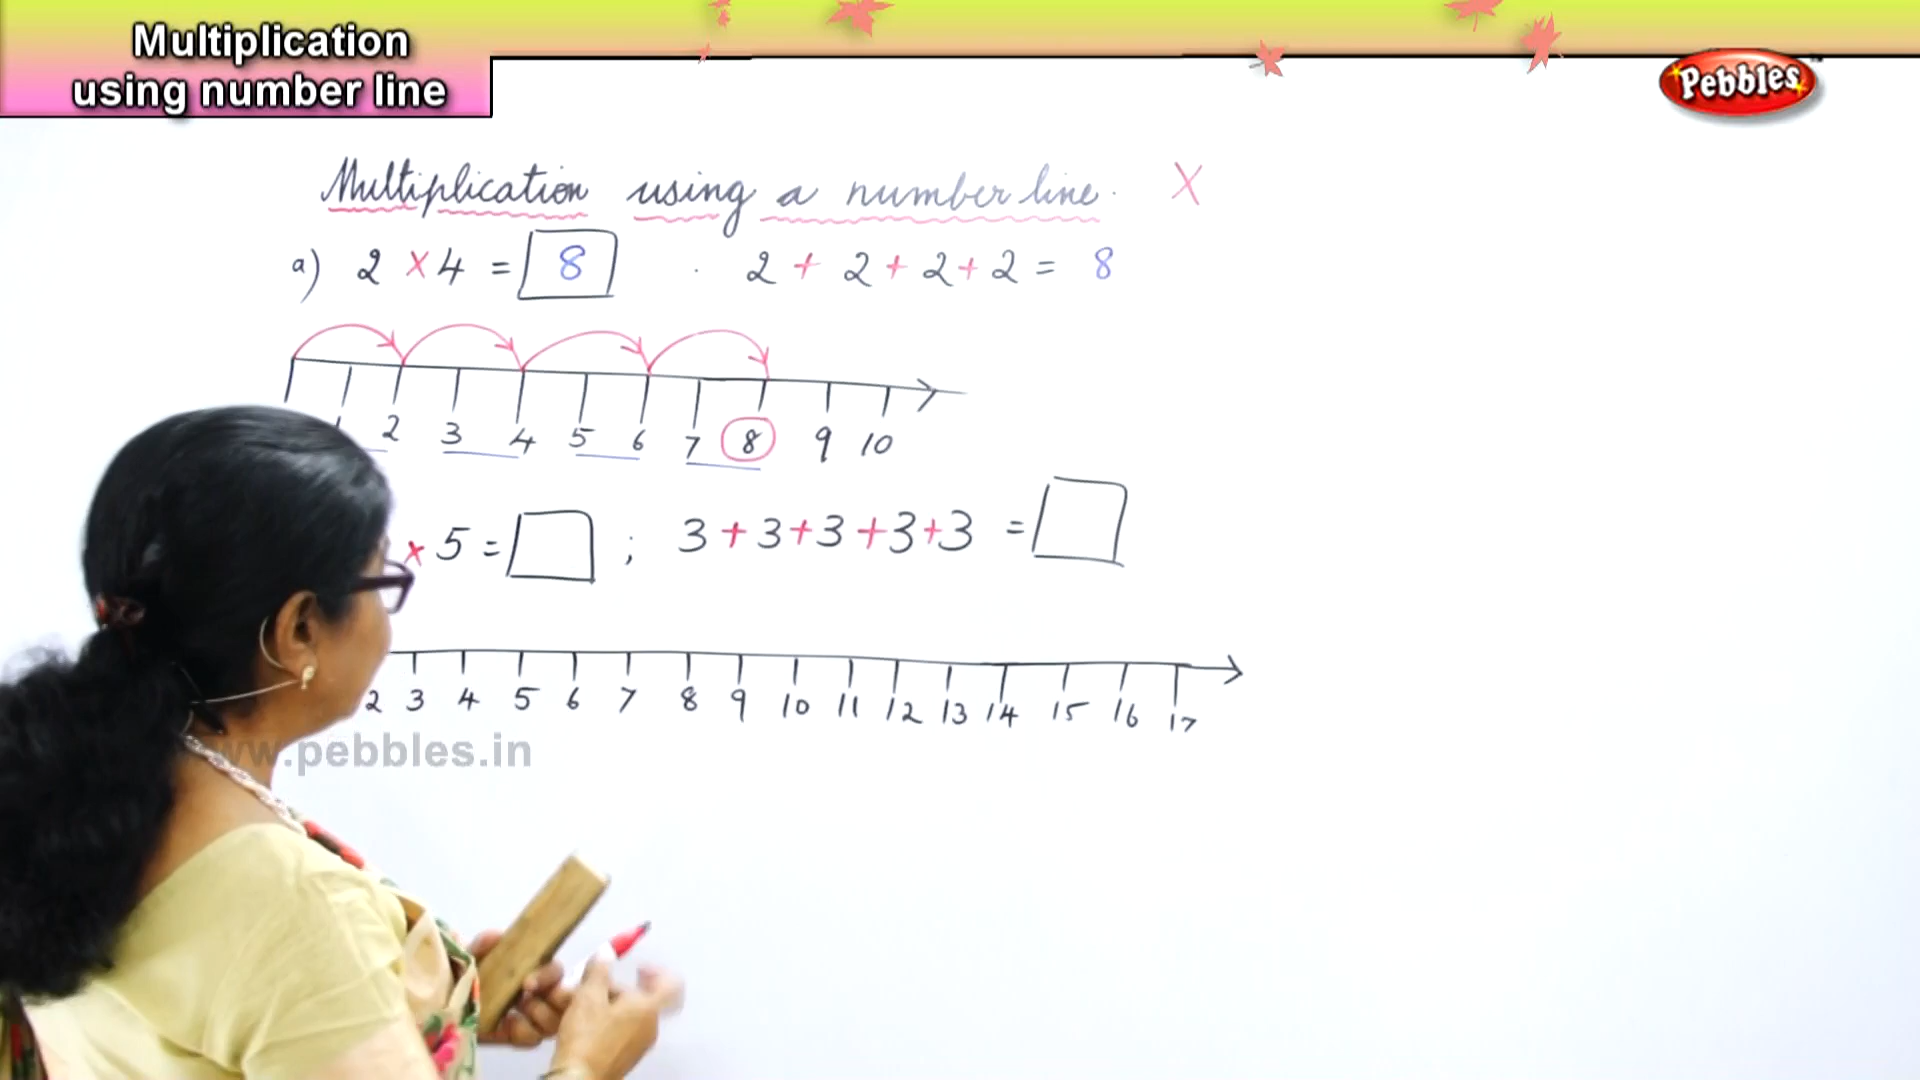 Multiplication
using number line
Pebbles
Multiplication using a number line. X
a) 2 x 4 = 8 2 + 2 + 2 + 2 = 8
2 3 4 5 6 7 8 9 10
x 5 = ; 3 + 3 + 3 + 3 + 3 =
2 3 4 5 6 7 8 9 10 11 12 13 14 15 16 17
www.pebbles.in